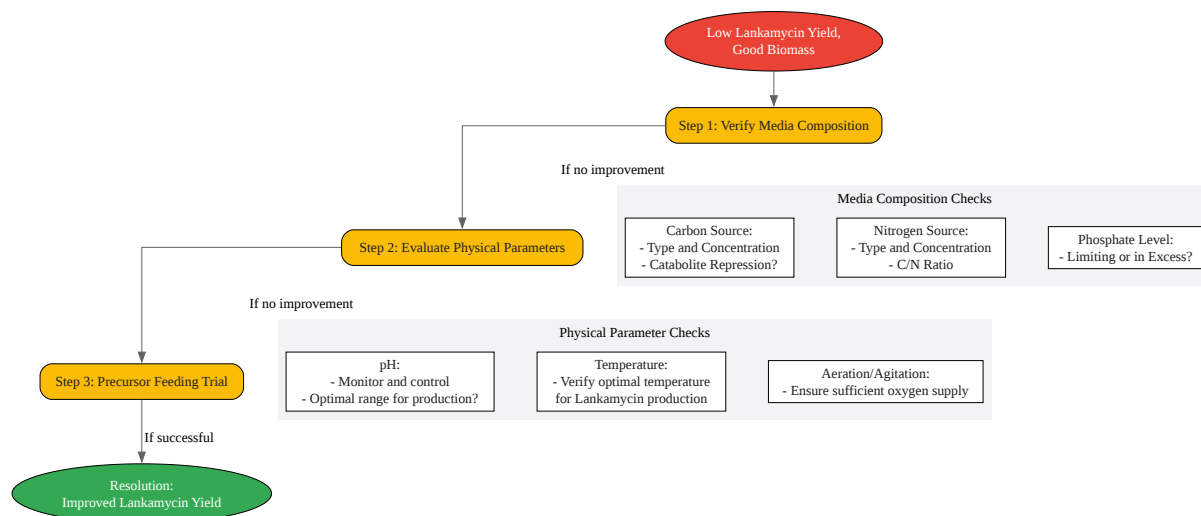 Low Lankamycin Yield,
Good Biomass
Step 1: Verify Media Composition
If no improvement
Media Composition Checks
Carbon Source:
- Type and Concentration
- Catabolite Repression?
Nitrogen Source:
- Type and Concentration
- C/N Ratio
Phosphate Level:
- Limiting or in Excess?
Step 2: Evaluate Physical Parameters
If no improvement
Physical Parameter Checks
pH:
- Monitor and control
- Optimal range for production?
Temperature:
- Verify optimal temperature
for Lankamycin production
Aeration/Agitation:
- Ensure sufficient oxygen supply
Step 3: Precursor Feeding Trial
If successful
Resolution:
Improved Lankamycin Yield